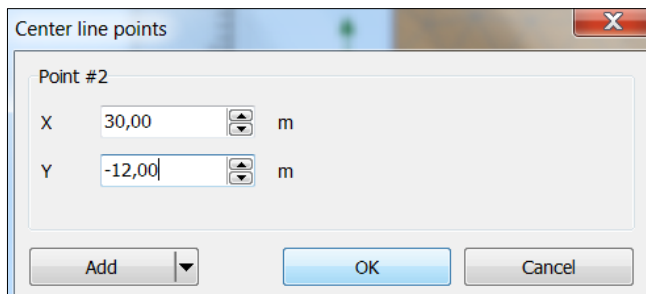 Center line points
Point #2
X 30,00 m
Y -12,00 m
Add OK Cancel